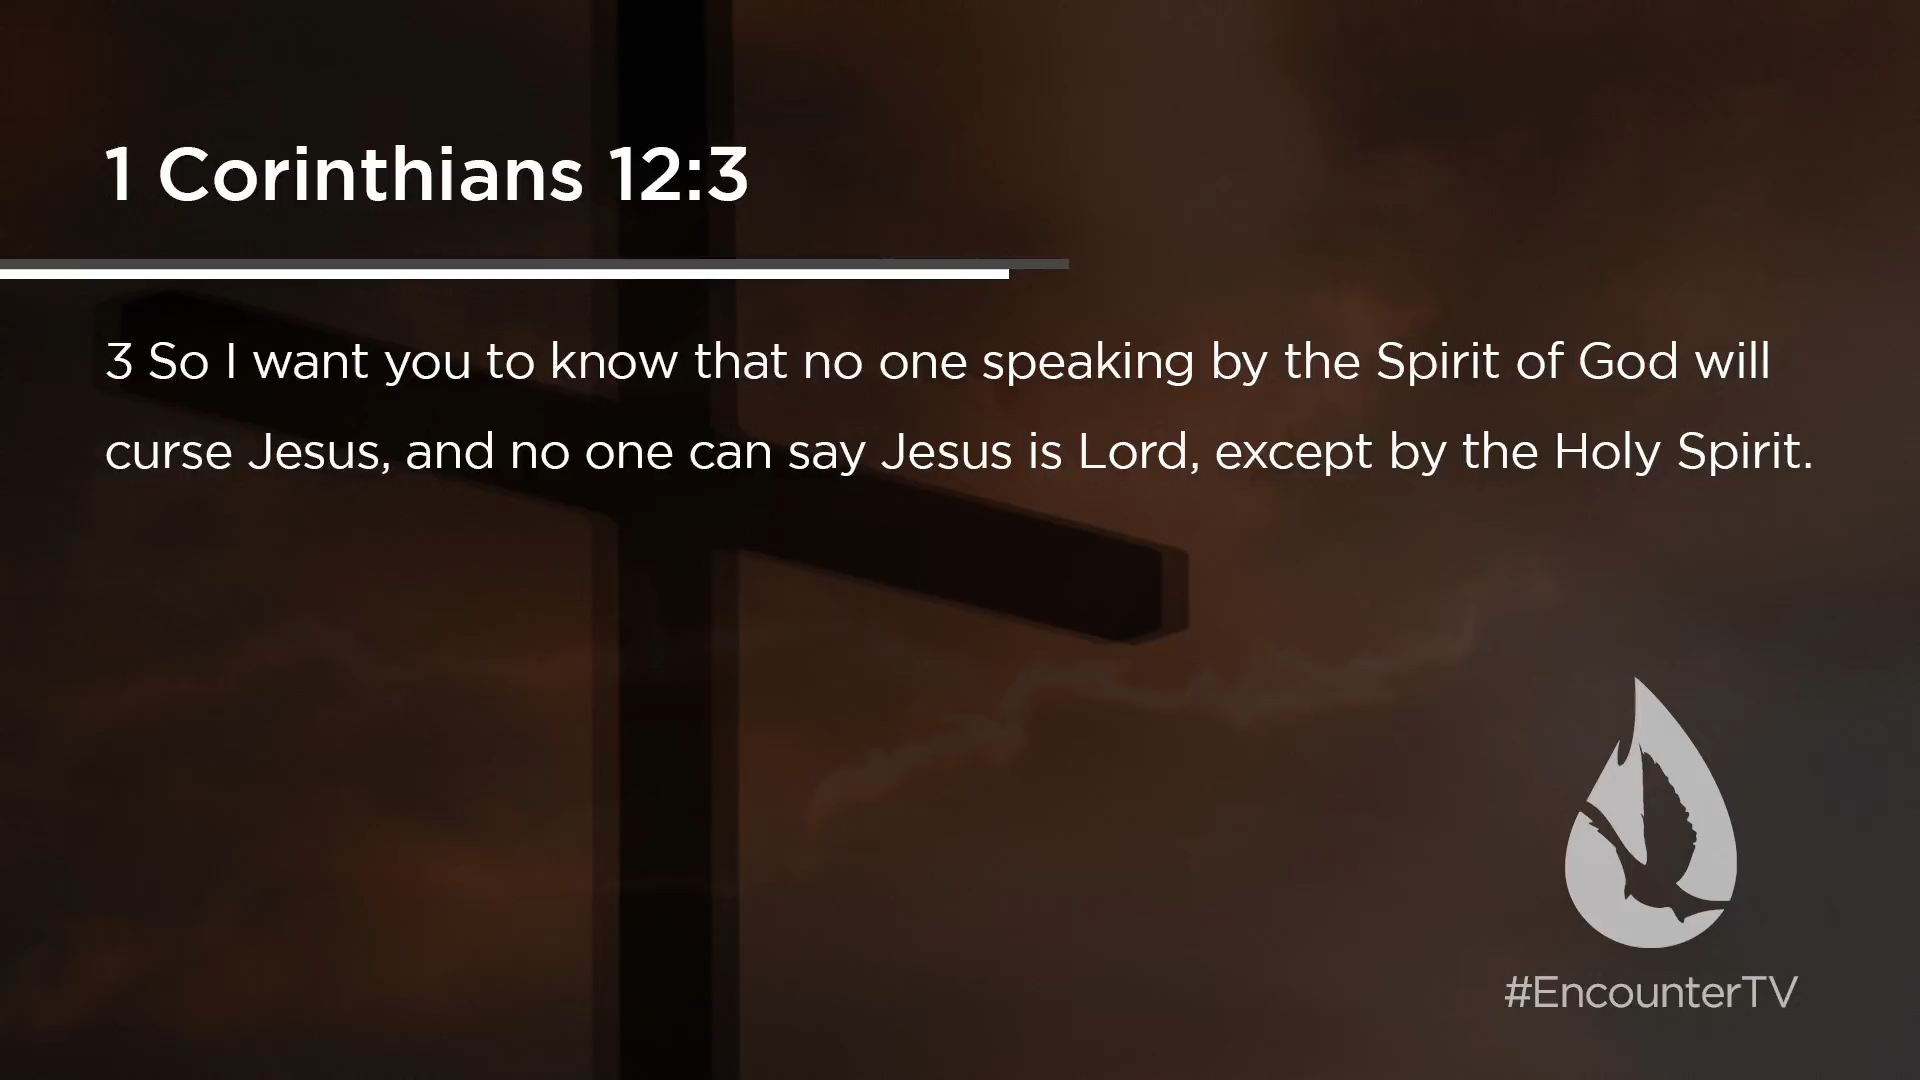 1 Corinthians 12:3
3 So I want you to know that no one speaking by the Spirit of God will
curse Jesus, and no one can say Jesus is Lord, except by the Holy Spirit.
#EncounterTV